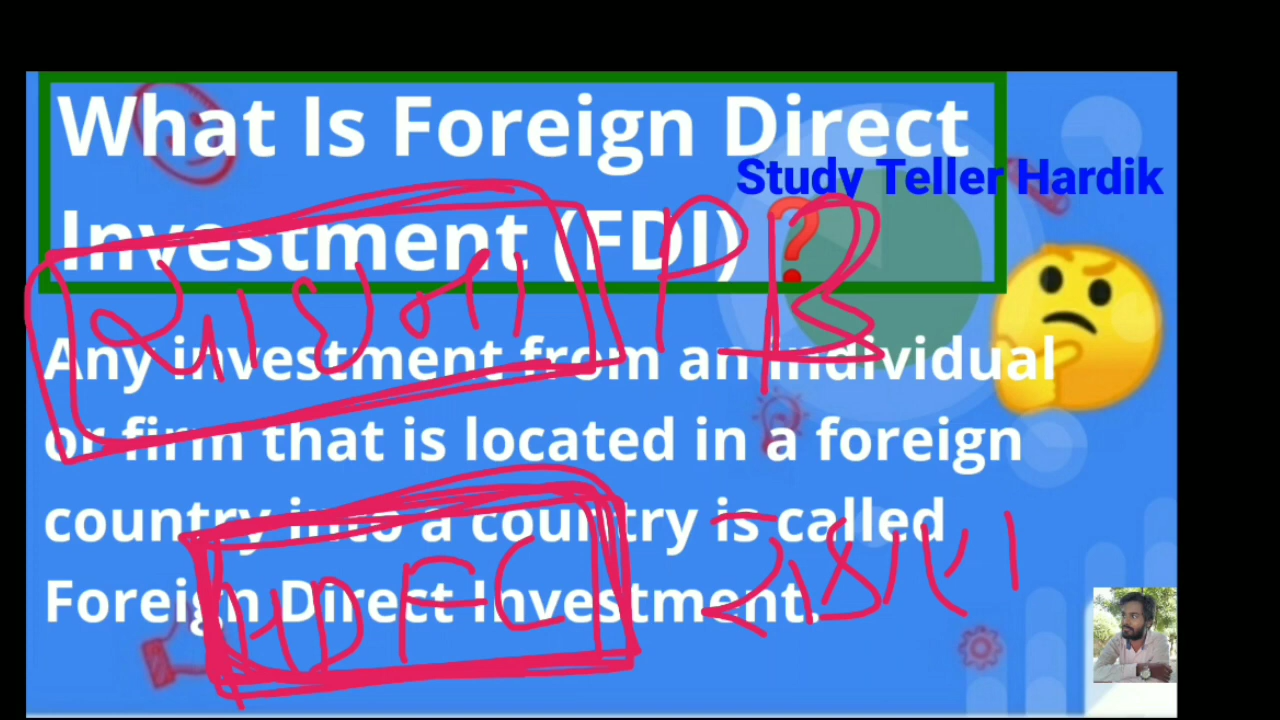 What Is Foreign Direct
Study Teller Hardik
Investment (FDI)❓
Any investment from an individual
or firm that is located in a foreign
country into a country is called
Foreign Direct Investment.
HDFC